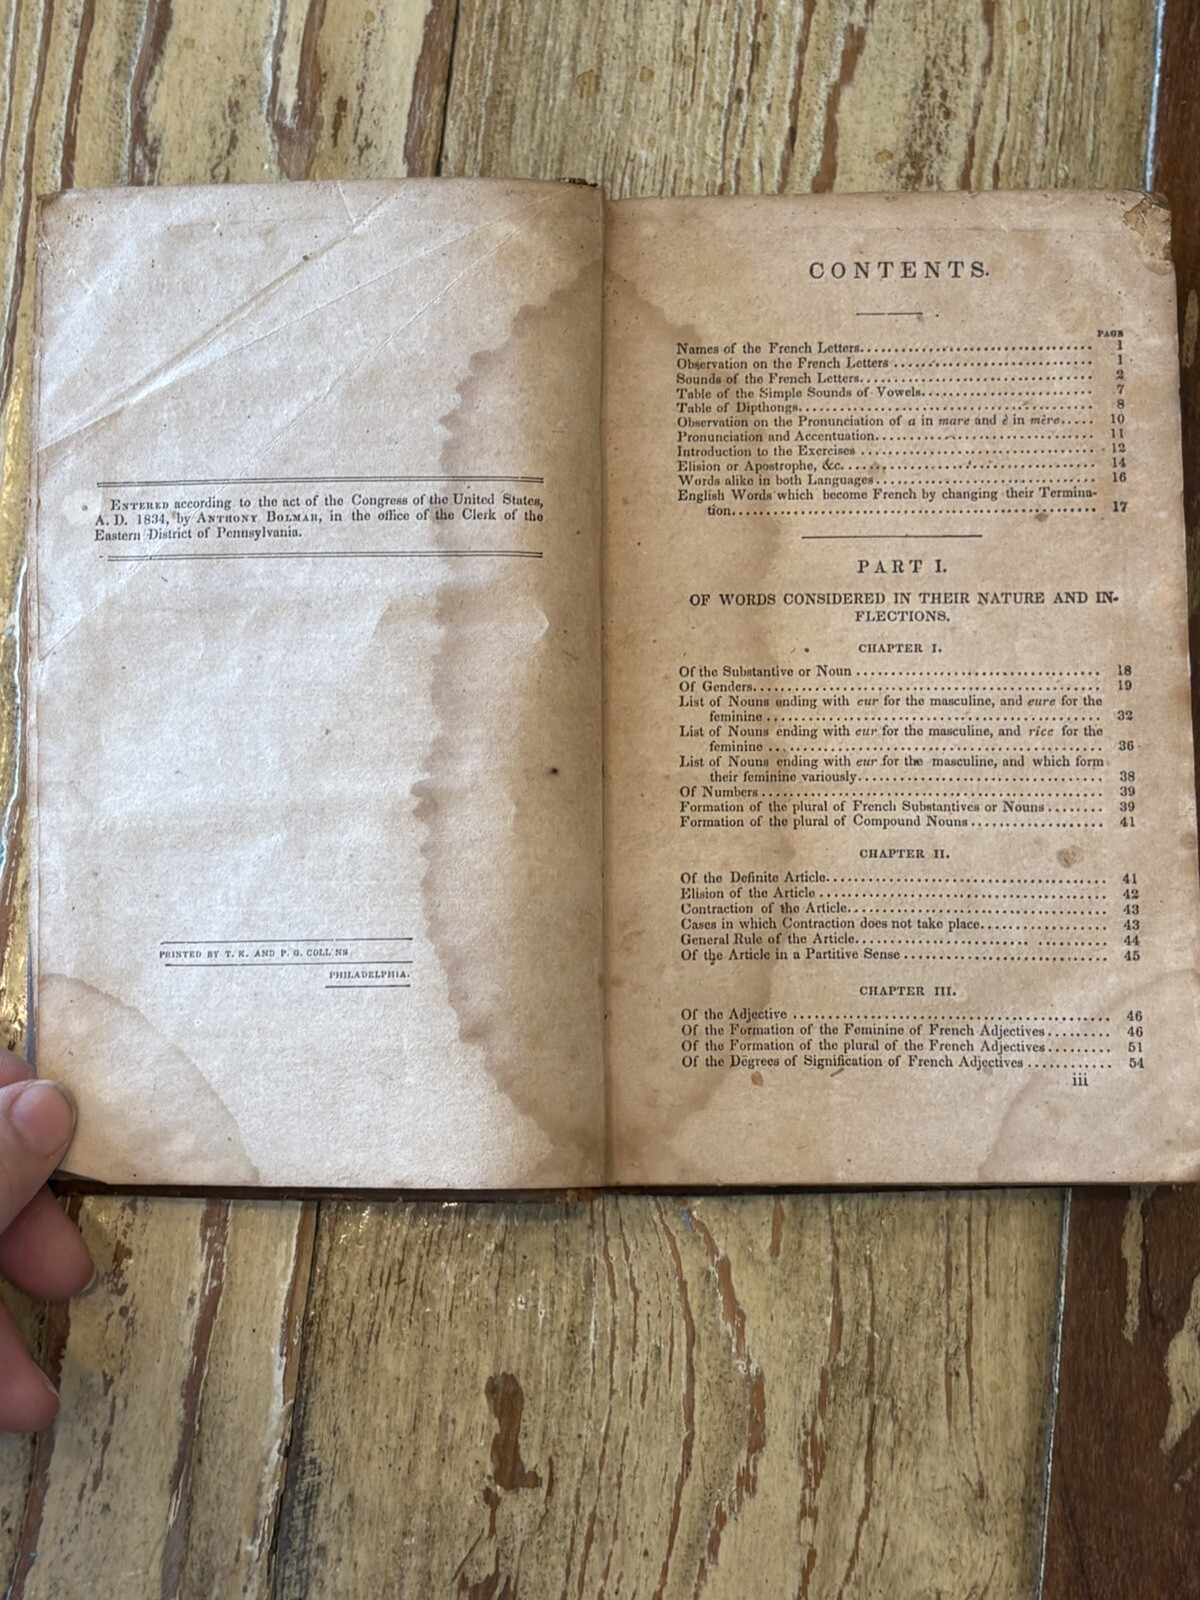 ENTERED according to the act of the Congress of the United States,
A. D. 1834, by ANTHONY BOLMAR, in the office of the Clerk of the
Eastern District of Pennsylvania.
PRINTED BY T. K. AND P. G. COLLINS
PHILADELPHIA.
CONTENTS.
PAGE
Names of the French Letters........................................ 1
Observation on the French Letters .................................. 1
Sounds of the French Letters........................................ 2
Table of the Simple Sounds of Vowels............................. 7
Table of Dipthongs.................................................. 8
Observation on the Pronunciation of a in mare and è in mère..... 10
Pronunciation and Accentuation..................................... 11
Introduction to the Exercises ....................................... 12
Elision or Apostrophe, &c........................................... 14
Words alike in both Languages..................................... 16
English Words which become French by changing their Termina-
tion.............................................................. 17
PART I.
OF WORDS CONSIDERED IN THEIR NATURE AND IN-
FLECTIONS.
CHAPTER I.
Of the Substantive or Noun ........................................ 18
Of Genders.......................................................... 19
List of Nouns ending with eur for the masculine, and eure for the
feminine ........................................................ 32
List of Nouns ending with eur for the masculine, and rice for the
feminine ........................................................ 36
List of Nouns ending with eur for the masculine, and which form
their feminine variously......................................... 38
Of Numbers ......................................................... 39
Formation of the plural of French Substantives or Nouns ........ 39
Formation of the plural of Compound Nouns...................... 41
CHAPTER II.
Of the Definite Article.............................................. 41
Elision of the Article ............................................... 42
Contraction of the Article........................................... 43
Cases in which Contraction does not take place................... 43
General Rule of the Article.......................................... 44
Of the Article in a Partitive Sense .................................. 45
CHAPTER III.
Of the Adjective .................................................... 46
Of the Formation of the Feminine of French Adjectives......... 46
Of the Formation of the plural of the French Adjectives......... 51
Of the Degrees of Signification of French Adjectives ............ 54
iii